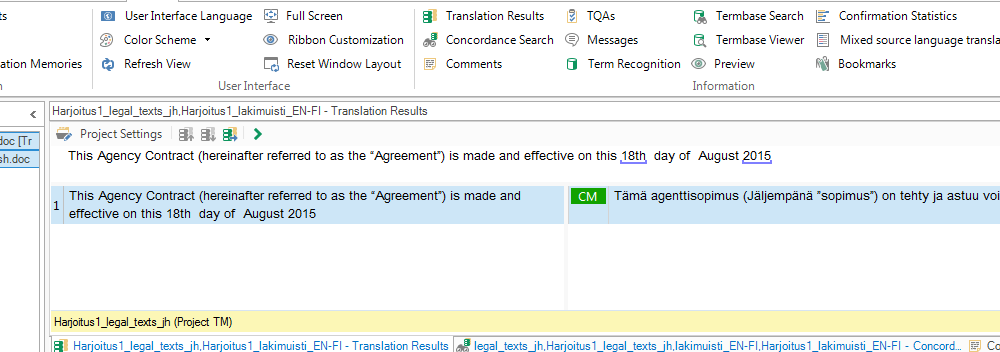 ts User Interface Language Full Screen Translation Results TQAs Termbase Search Confirmation Statistics
Color Scheme Ribbon Customization Concordance Search Messages Termbase Viewer Mixed source language transla
ation Memories Refresh View Reset Window Layout Comments Term Recognition Preview Bookmarks
n User Interface Information
Harjoitus1_legal_texts_jh,Harjoitus1_lakimuisti_EN-FI - Translation Results
Project Settings
doc [Tr
sh.doc
This Agency Contract (hereinafter referred to as the “Agreement”) is made and effective on this 18th day of August 2015
1 This Agency Contract (hereinafter referred to as the “Agreement”) is made and CM Tämä agenttisopimus (Jäljempänä ”sopimus”) on tehty ja astuu voi
effective on this 18th day of August 2015
Harjoitus1_legal_texts_jh (Project TM)
Harjoitus1_legal_texts_jh,Harjoitus1_lakimuisti_EN-FI - Translation Results legal_texts_jh,Harjoitus1_legal_texts_jh,lakimuisti_EN-FI,Harjoitus1_lakimuisti_EN-FI - Concord... Co